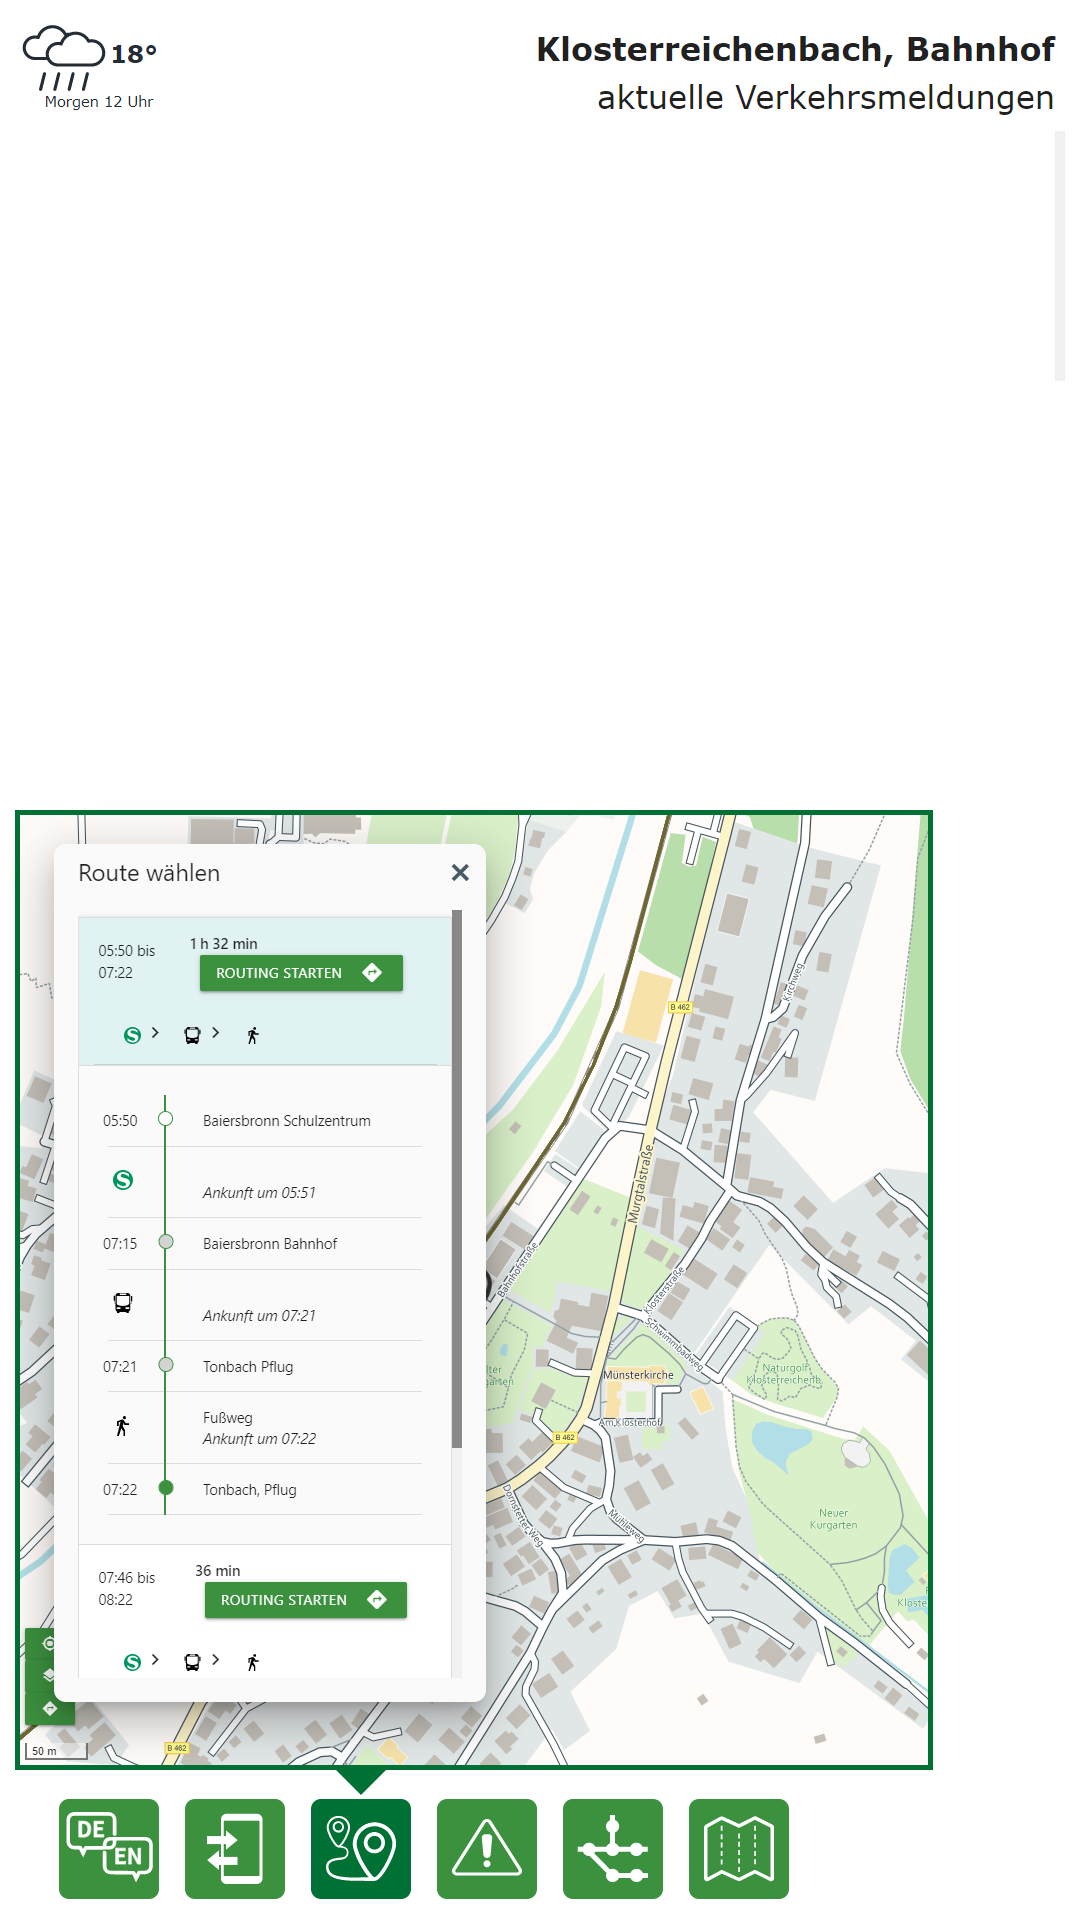 18°
Morgen 12 Uhr
Klosterreichenbach, Bahnhof
aktuelle Verkehrsmeldungen
Route wählen
05:50 bis
07:22
1 h 32 min
ROUTING STARTEN
05:50
Baiersbronn Schulzentrum
Ankunft um 05:51
07:15
Baiersbronn Bahnhof
Ankunft um 07:21
07:21
Tonbach Pflug
Fußweg
Ankunft um 07:22
07:22
Tonbach, Pflug
07:46 bis
08:22
36 min
ROUTING STARTEN
B 462
Kirchweg
Murgtalstraße
Bahnhofstraße
Klosterstraße
Schwimmbadweg
Münsterkirche
Am Klosterhof
Naturgolf
Klosterreichenb.
B 462
Dornstetter Weg
Mühleweg
Neuer
Kurgarten
Kloste
B 462
50 m
DE
EN